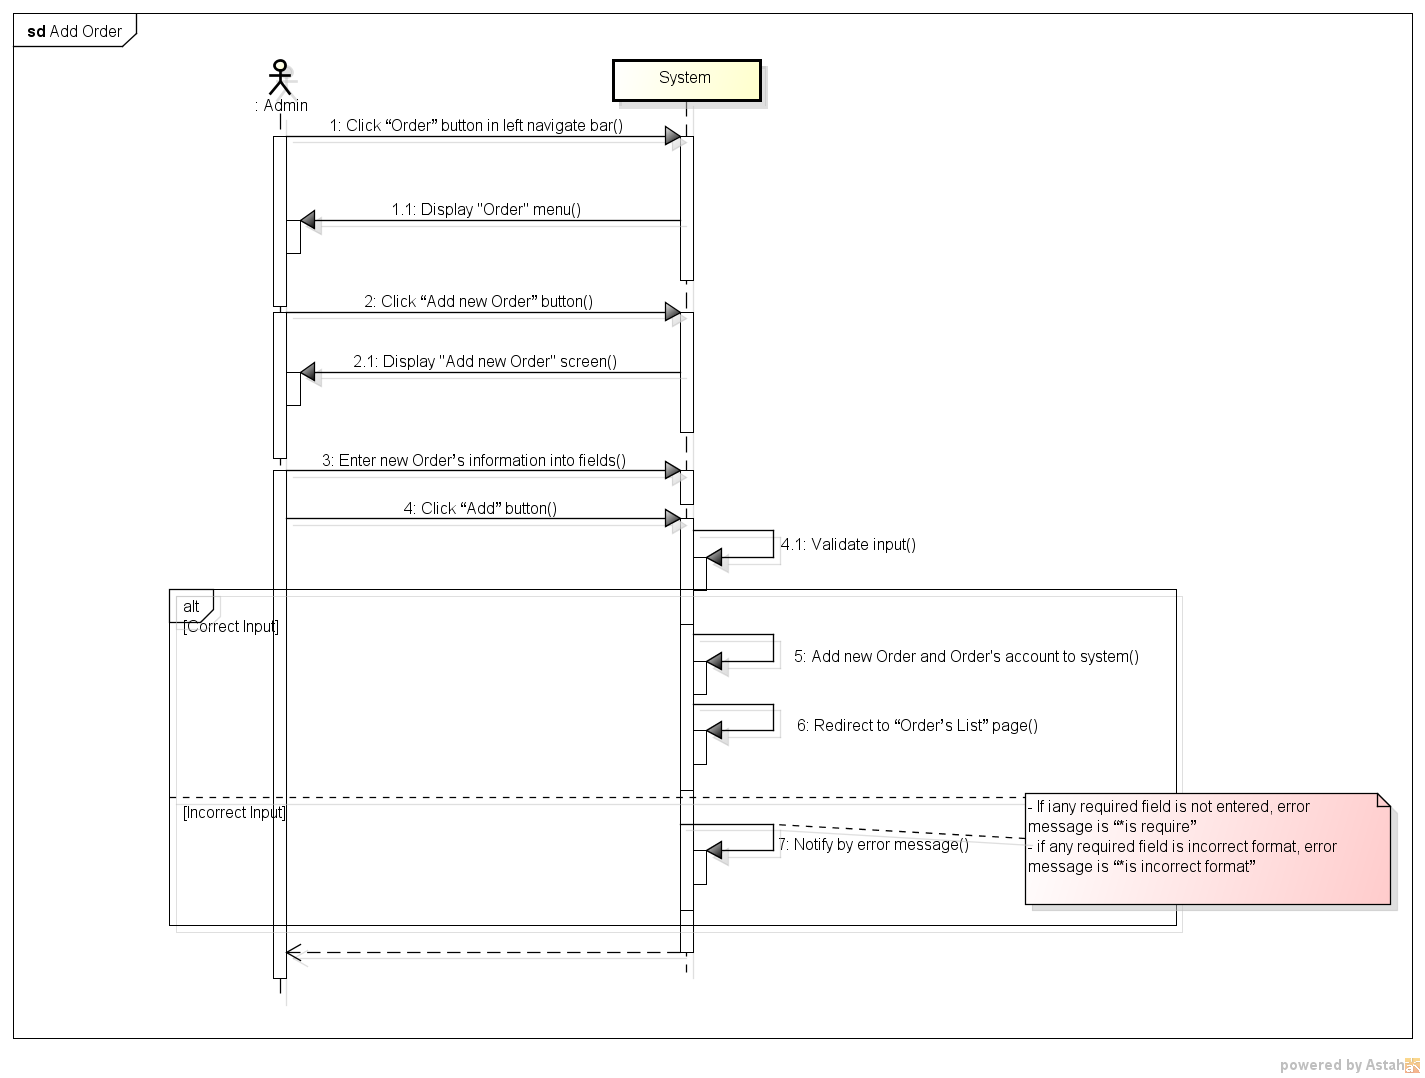 sd Add Order
System
: Admin
1: Click “Order” button in left navigate bar()
1.1: Display "Order" menu()
2: Click “Add new Order” button()
2.1: Display "Add new Order" screen()
3: Enter new Order’s information into fields()
4: Click “Add” button()
4.1: Validate input()
alt
[Correct Input]
5: Add new Order and Order's account to system()
6: Redirect to “Order’s List” page()
[Incorrect Input]
- If iany required field is not entered, error
message is “*is require”
- if any required field is incorrect format, error
message is “*is incorrect format”
7: Notify by error message()
powered by Astah